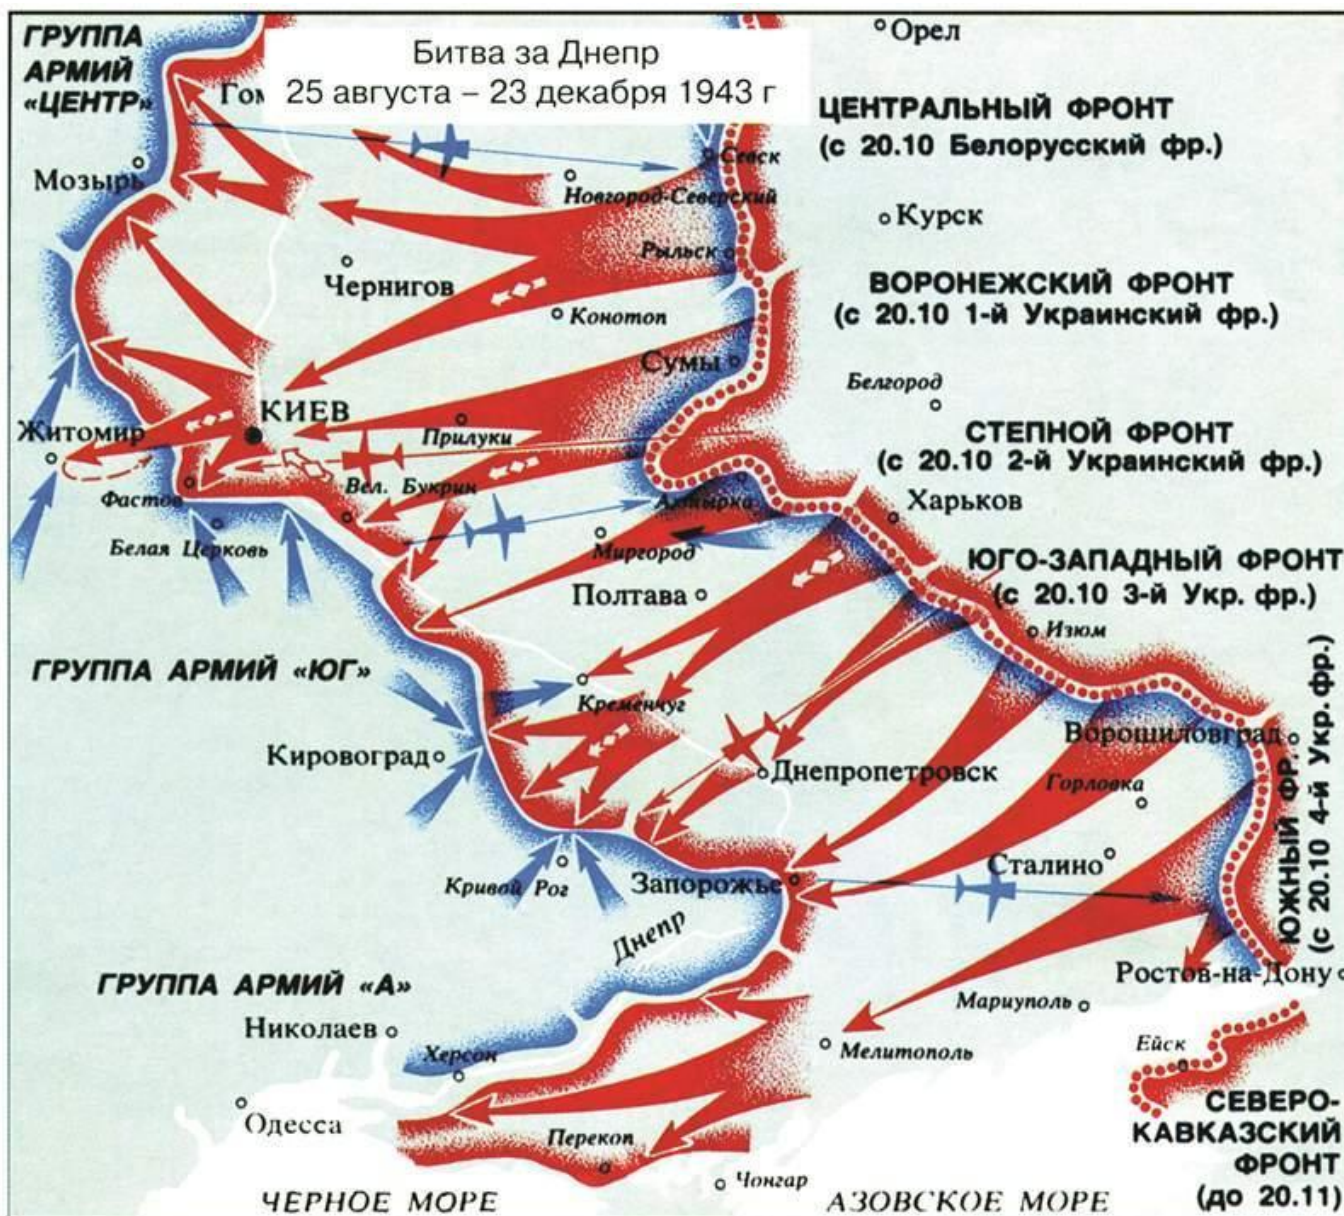 ГРУППА
АРМИЙ
«ЦЕНТР»
Битва за Днепр
25 августа – 23 декабря 1943 г
Орел
ЦЕНТРАЛЬНЫЙ ФРОНТ
(с 20.10 Белорусский фр.)
Севск
Мозырь
Новгород-Северский
Курск
Рыльск
Чернигов
ВОРОНЕЖСКИЙ ФРОНТ
(с 20.10 1-й Украинский фр.)
Конотоп
Сумы
Белгород
КИЕВ
Житомир
Прилуки
СТЕПНОЙ ФРОНТ
(с 20.10 2-й Украинский фр.)
Фастов
Вел. Букрин
Ахтырка
Харьков
Белая Церковь
Миргород
ЮГО-ЗАПАДНЫЙ ФРОНТ
(с 20.10 3-й Укр. фр.)
Полтава
Изюм
ГРУППА АРМИЙ «ЮГ»
Кременчуг
Ворошиловград
Кировоград
Днепропетровск
Горловка
ЮЖНЫЙ ФР.
(с 20.10 4-й Укр.фр.)
Сталино
Кривой Рог
Запорожье
Днепр
Ростов-на-Дону
ГРУППА АРМИЙ «А»
Мариуполь
Николаев
Херсон
Мелитополь
Ейск
Одесса
СЕВЕРО-
КАВКАЗСКИЙ
ФРОНТ
(до 20.11)
Перекоп
Чонгар
ЧЕРНОЕ МОРЕ
АЗОВСКОЕ МОРЕ